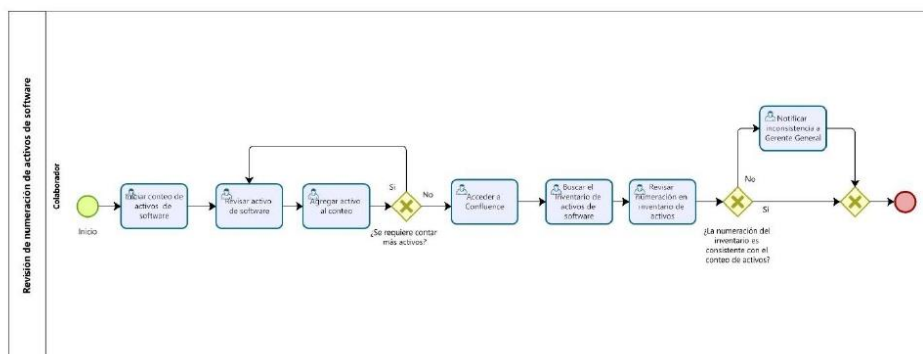 Revisión de numeración de activos de software
Colaborador
Inicio
Iniciar conteo de
activos de
software
Revisar activo
de software
Agregar activo
al conteo
Si
No
¿Se requiere contar
más activos?
Acceder a
Confluence
Buscar el
inventario de
activos de
software
Revisar
numeración en
inventario de
activos
No
Si
¿La numeración del
inventario es
consistente con el
conteo de activos?
Notificar
inconsistencia a
Gerente General